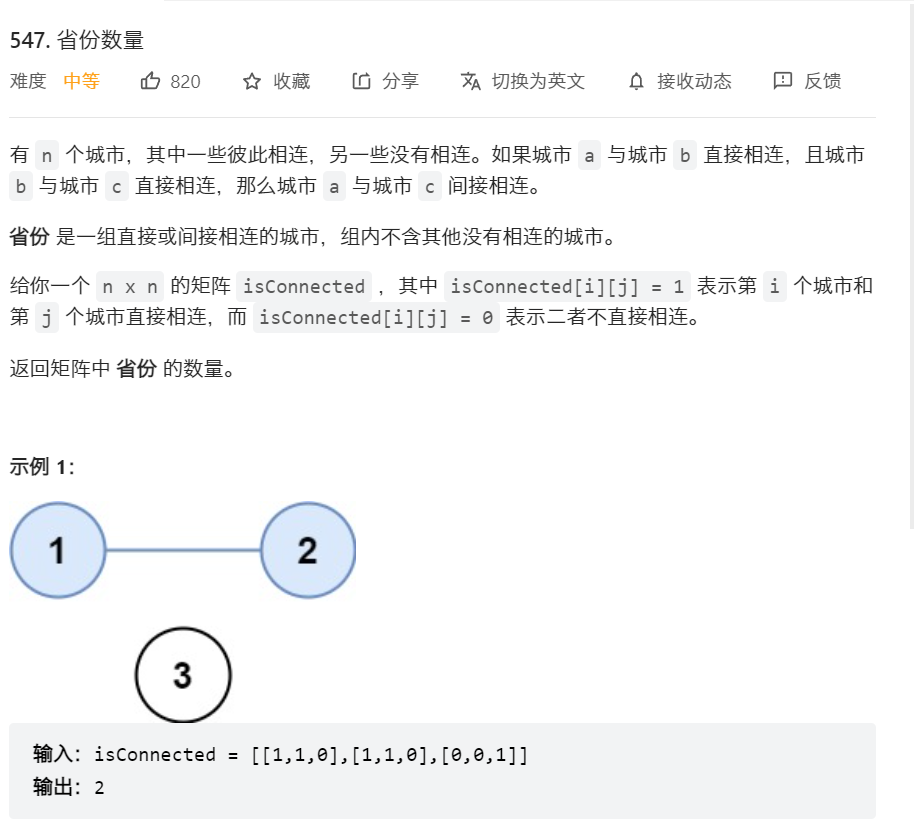 547. 省份数量
难度 中等 820 收藏 分享 切换为英文 接收动态 反馈
有 n 个城市，其中一些彼此相连，另一些没有相连。如果城市 a 与城市 b 直接相连，且城市
b 与城市 c 直接相连，那么城市 a 与城市 c 间接相连。
省份 是一组直接或间接相连的城市，组内不含其他没有相连的城市。
给你一个 n x n 的矩阵 isConnected ，其中 isConnected[i][j] = 1 表示第 i 个城市和
第 j 个城市直接相连，而 isConnected[i][j] = 0 表示二者不直接相连。
返回矩阵中 省份 的数量。
示例 1：
1 2
3
输入：isConnected = [[1,1,0],[1,1,0],[0,0,1]]
输出：2